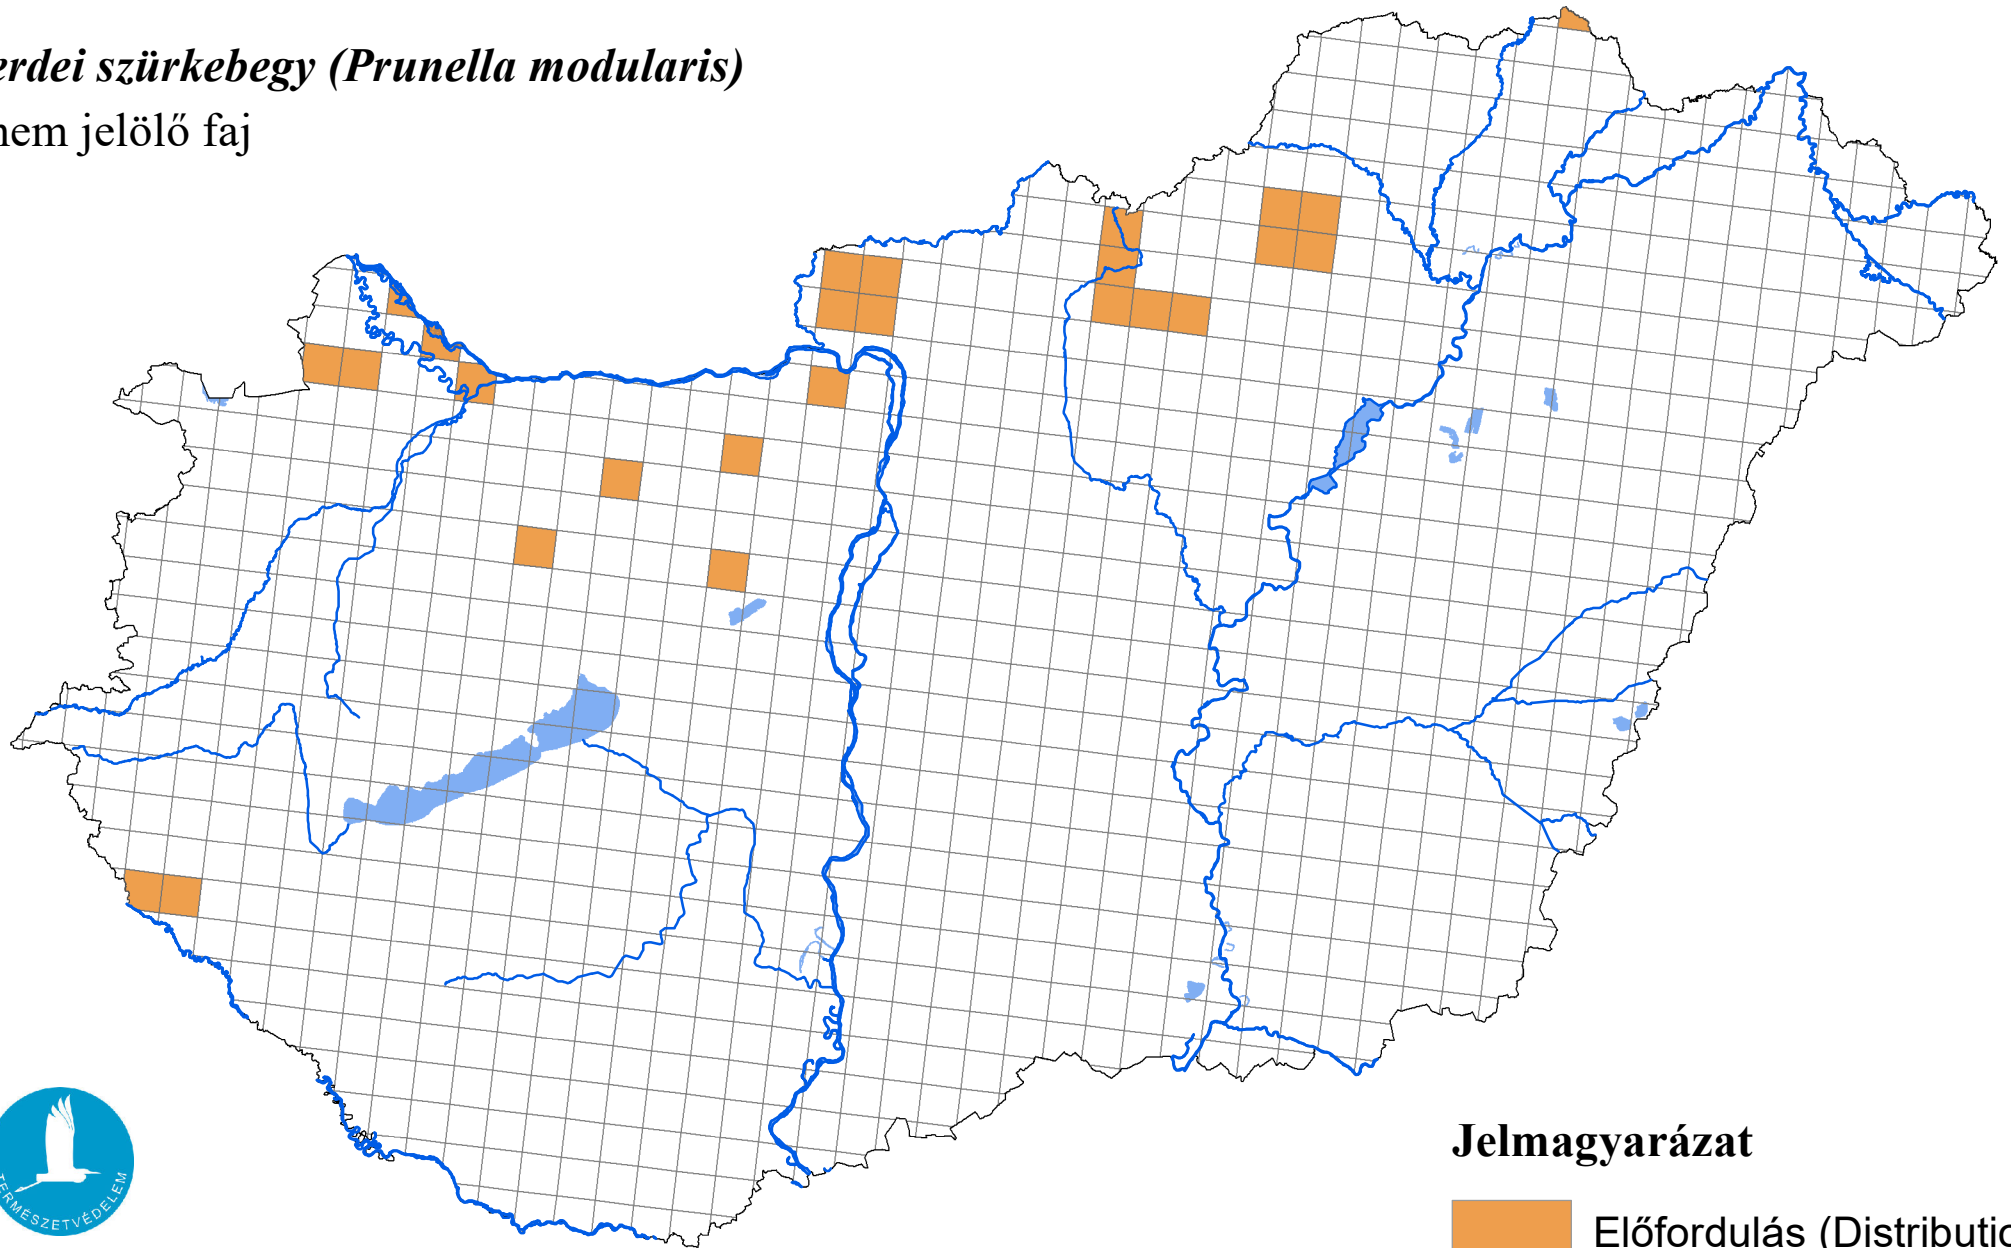 erdei szürkebegy (Prunella modularis)
nem jelölő faj
TERMÉSZETVÉDELEM
Jelmagyarázat
Előfordulás (Distributio